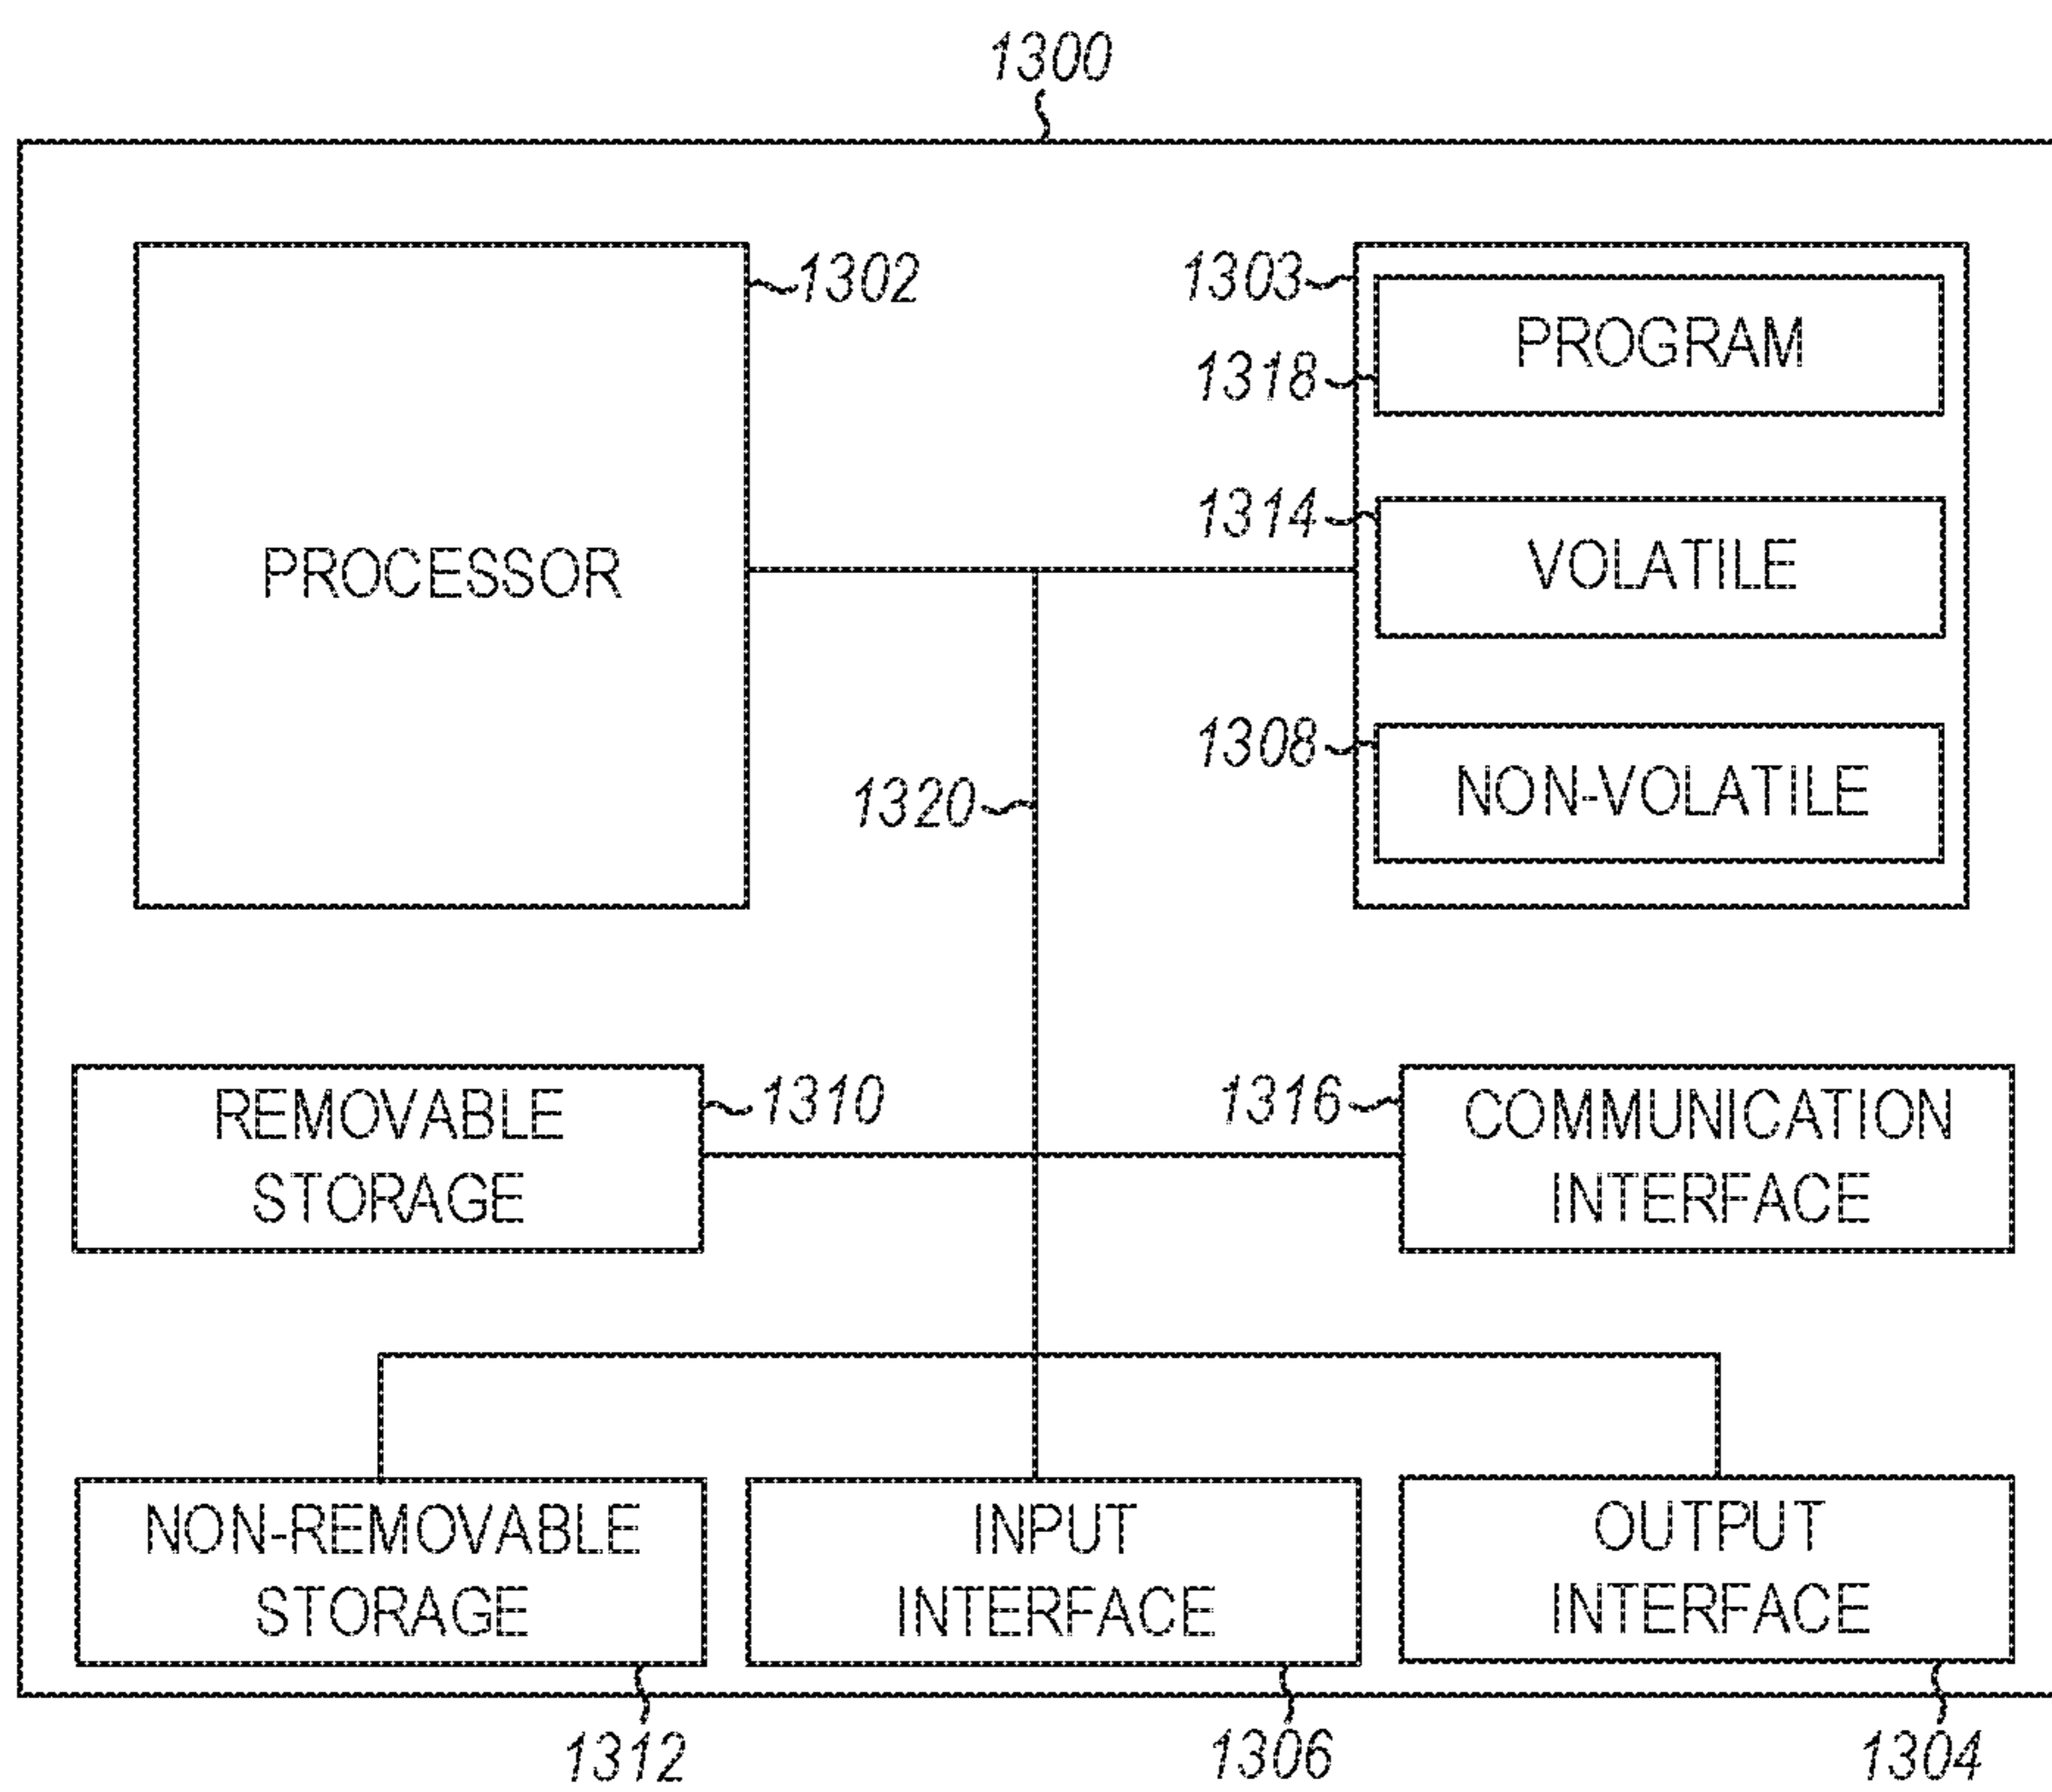 1300
1302
1303
PROGRAM
1318
1314
VOLATILE
PROCESSOR
1308
NON-VOLATILE
1320
REMOVABLE
STORAGE
1310
1316
COMMUNICATION
INTERFACE
NON-REMOVABLE
STORAGE
INPUT
INTERFACE
OUTPUT
INTERFACE
1312
1306
1304